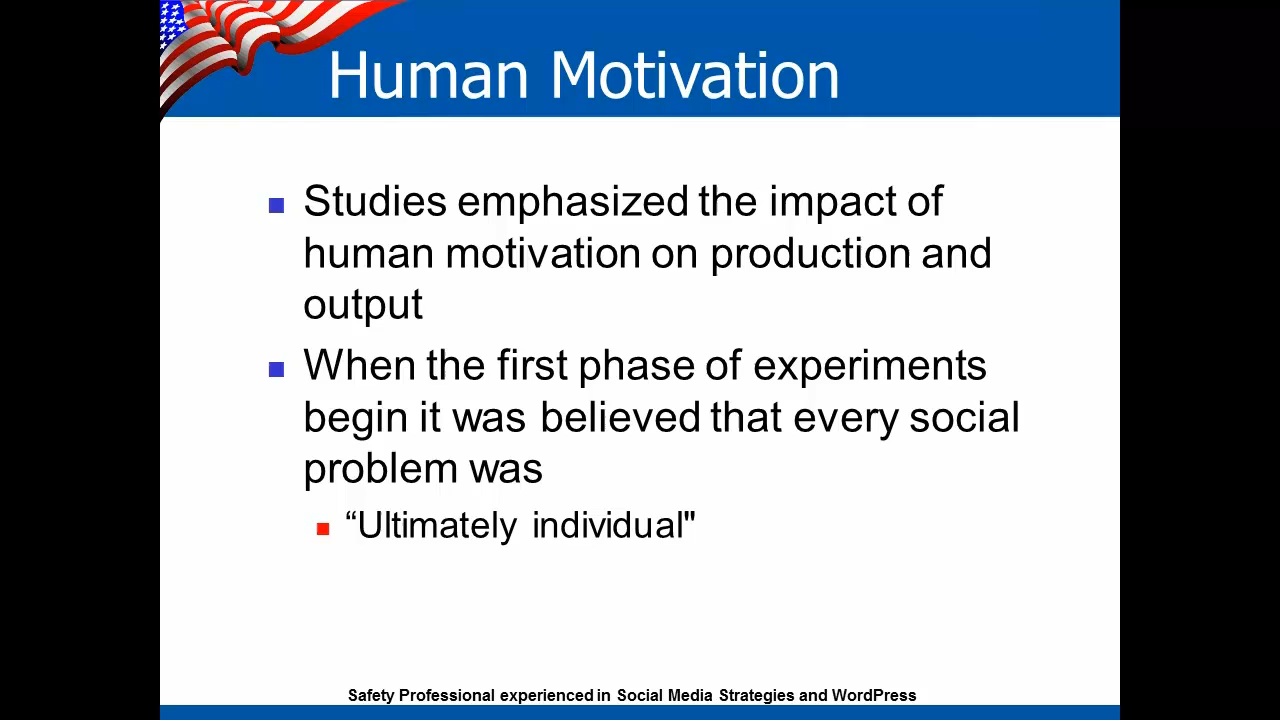 Human Motivation
Studies emphasized the impact of
human motivation on production and
output
When the first phase of experiments
begin it was believed that every social
problem was
“Ultimately individual"
Safety Professional experienced in Social Media Strategies and WordPress